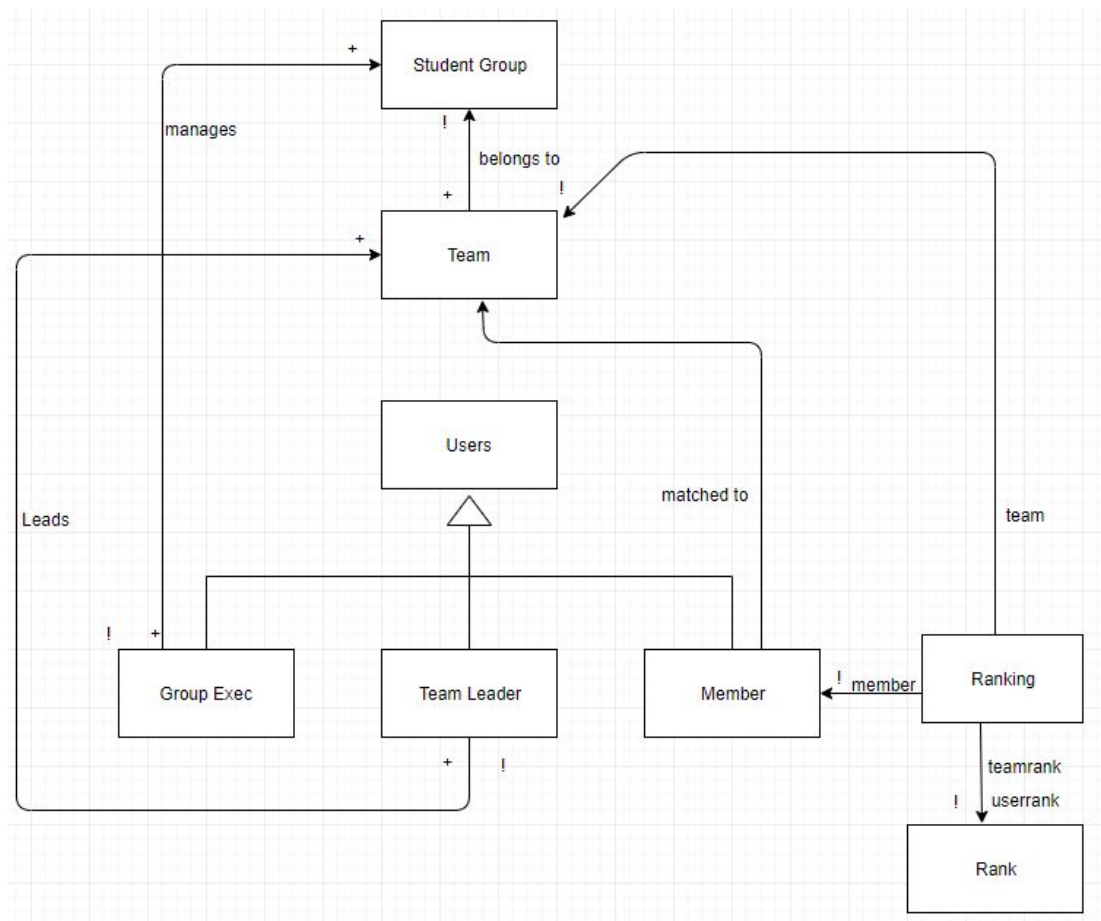 +
Student Group
!
manages
belongs to
+
!
+
Team
Users
matched to
Leads
team
!
+
Group Exec
Team Leader
Member
!
member
Ranking
+
!
teamrank
!
userrank
Rank